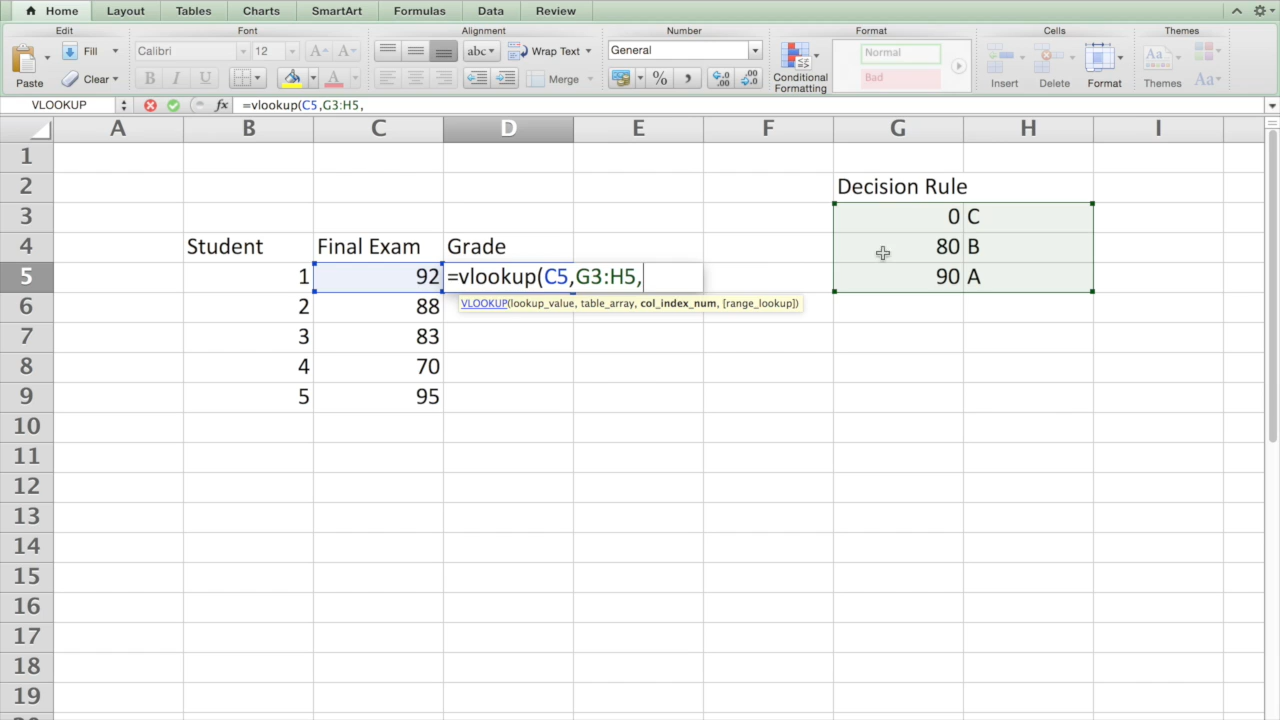 Home Layout Tables Charts SmartArt Formulas Data Review
Edit Font Alignment Number Format Cells Themes
Paste Fill Calibri 12 A A abc Wrap Text General Conditional Formatting Normal Insert Delete Format Themes Aa
Clear B I U A Merge % Bad Aa
VLOOKUP fx =vlookup(C5,G3:H5,
A B C D E F G H I
1
2 Decision Rule
3 0 C
4 Student Final Exam Grade 80 B
5 1 92 =vlookup(C5,G3:H5, 90 A
VLOOKUP(lookup_value, table_array, col_index_num, [range_lookup])
6 2 88
7 3 83
8 4 70
9 5 95
10
11
12
13
14
15
16
17
18
19